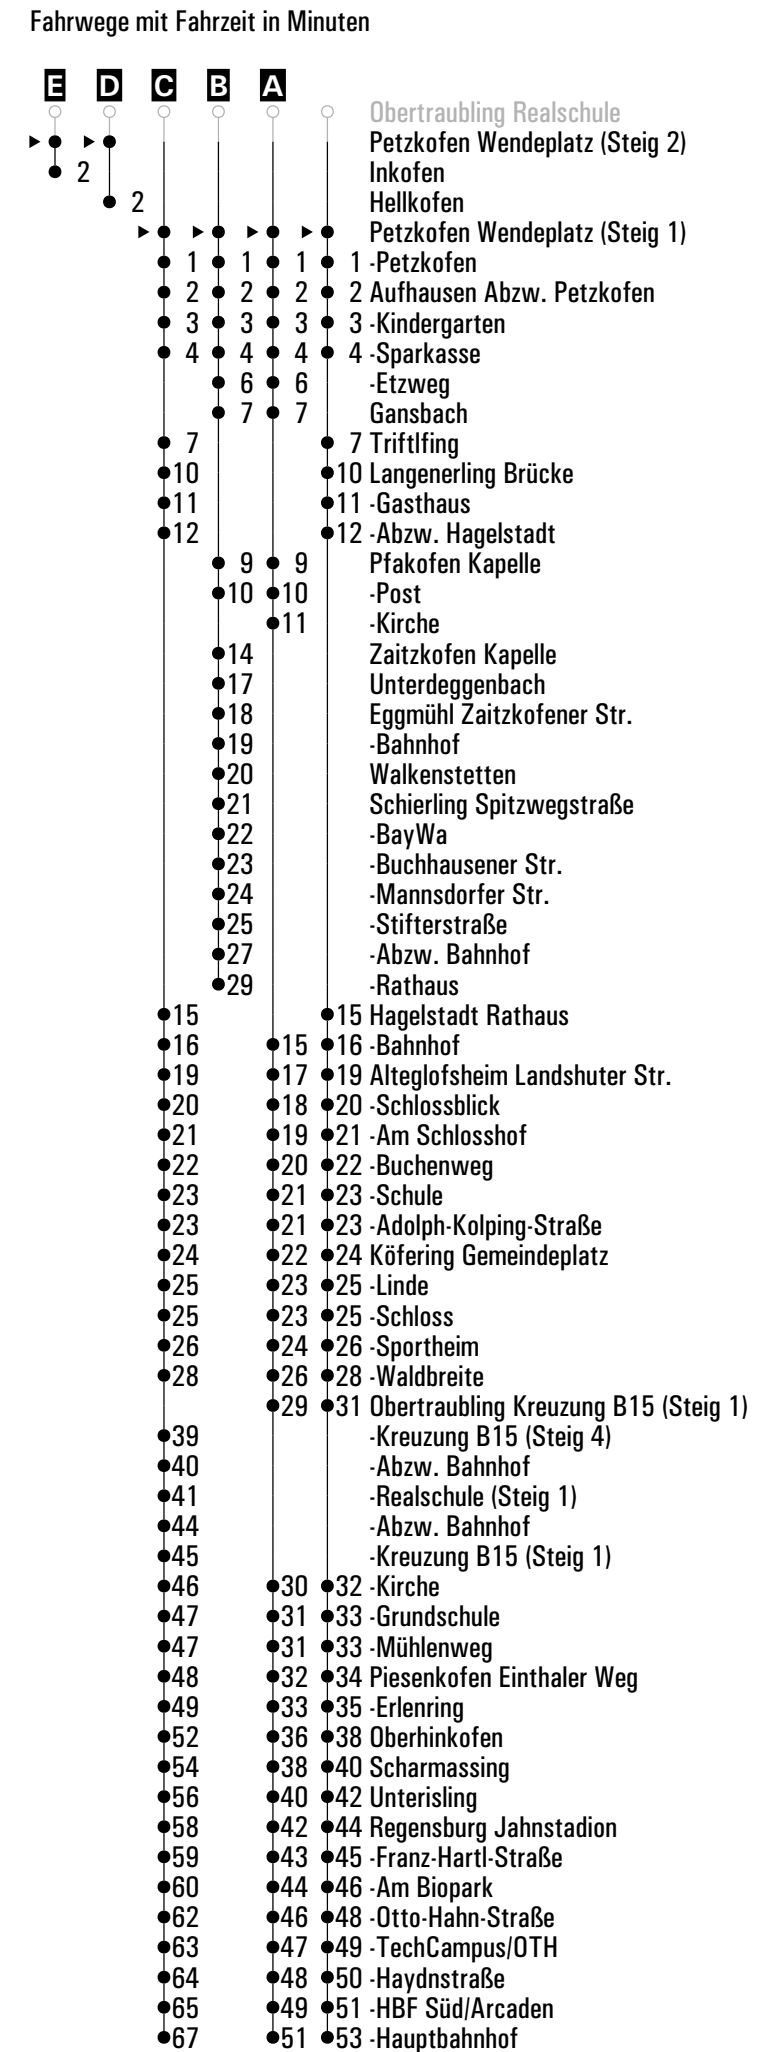 Fahrwege mit Fahrzeit in Minuten
E D C B A
Obertraubling Realschule
Petzkofen Wendeplatz (Steig 2)
2 Inkofen
2 Hellkofen
Petzkofen Wendeplatz (Steig 1)
1 1 1 1 -Petzkofen
2 2 2 2 Aufhausen Abzw. Petzkofen
3 3 3 3 -Kindergarten
4 4 4 4 -Sparkasse
6 6 -Etzweg
7 7 Gansbach
7 7 Triftlfing
10 10 Langenerling Brücke
11 11 -Gasthaus
12 12 -Abzw. Hagelstadt
9 9 Pfakofen Kapelle
10 10 -Post
11 -Kirche
14 Zaitzkofen Kapelle
17 Unterdeggenbach
18 Eggmühl Zaitzkofener Str.
19 -Bahnhof
20 Walkenstetten
21 Schierling Spitzwegstraße
22 -BayWa
23 -Buchhausener Str.
24 -Mannsdorfer Str.
25 -Stifterstraße
27 -Abzw. Bahnhof
29 -Rathaus
15 15 Hagelstadt Rathaus
16 15 16 -Bahnhof
19 17 19 Alteglofsheim Landshuter Str.
20 18 20 -Schlossblick
21 19 21 -Am Schlosshof
22 20 22 -Buchenweg
23 21 23 -Schule
23 21 23 -Adolph-Kolping-Straße
24 22 24 Köfering Gemeindeplatz
25 23 25 -Linde
25 23 25 -Schloss
26 24 26 -Sportheim
28 26 28 -Waldbreite
29 31 Obertraubling Kreuzung B15 (Steig 1)
39 -Kreuzung B15 (Steig 4)
40 -Abzw. Bahnhof
41 -Realschule (Steig 1)
44 -Abzw. Bahnhof
45 -Kreuzung B15 (Steig 1)
46 30 32 -Kirche
47 31 33 -Grundschule
47 31 33 -Mühlenweg
48 32 34 Piesenkofen Einthaler Weg
49 33 35 -Erlenring
52 36 38 Oberhinkofen
54 38 40 Scharmassing
56 40 42 Unterisling
58 42 44 Regensburg Jahnstadion
59 43 45 -Franz-Hartl-Straße
60 44 46 -Am Biopark
62 46 48 -Otto-Hahn-Straße
63 47 49 -TechCampus/OTH
64 48 50 -Haydnstraße
65 49 51 -HBF Süd/Arcaden
67 51 53 -Hauptbahnhof